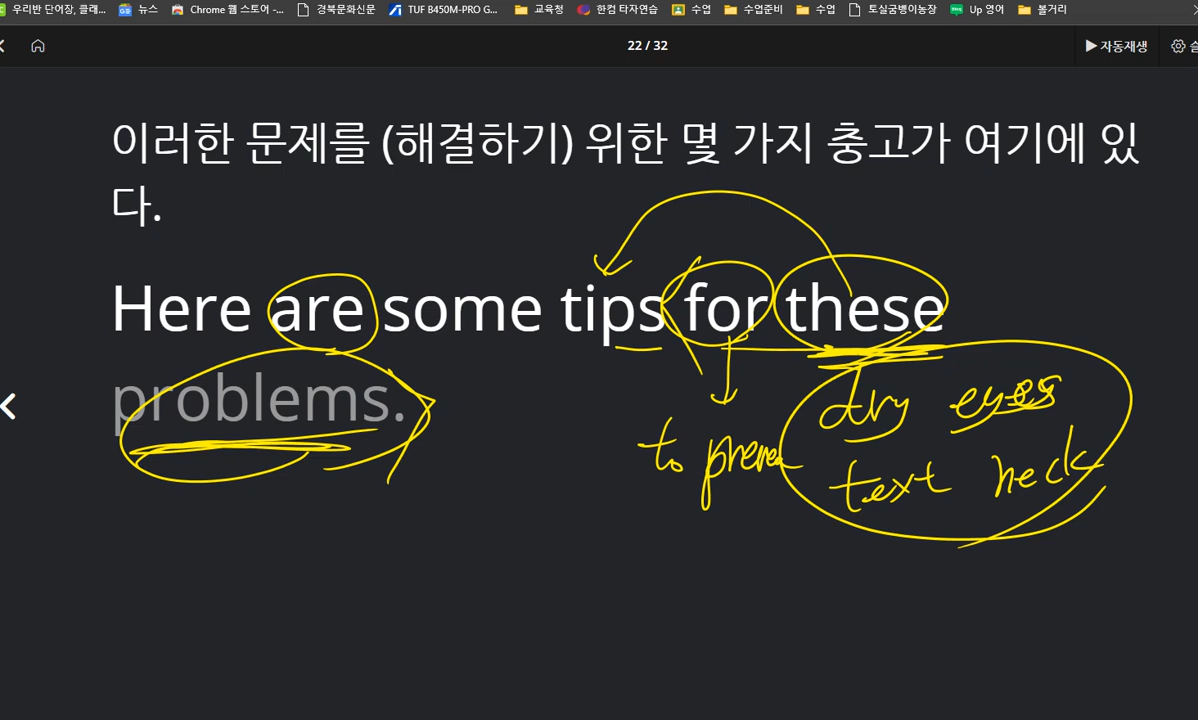 우리반 단어장, 클래... 뉴스 Chrome 웹 스토어 -... 경북문화신문 TUF B450M-PRO G... 교육청 한컴 타자연습 수업 수업준비 수업 토실굼벵이농장 Up 영어 볼거리
22 / 32 ▶ 자동재생 슬
이러한 문제를 (해결하기) 위한 몇 가지 충고가 여기에 있
다.
Here are some tips for these
problems.
dry eyes
to
text neck